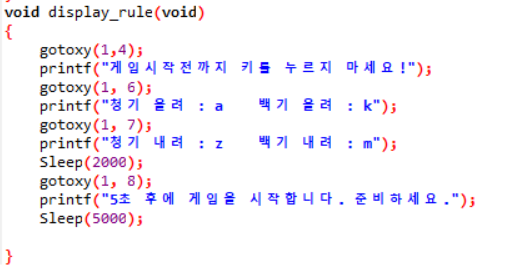 void display_rule(void)
{
gotoxy(1,4);
printf("게임시작전까지 키를 누르지 마세요!");
gotoxy(1, 6);
printf("청기 올려 : a    백기 올려 : k");
gotoxy(1, 7);
printf("청기 내려 : z    백기 내려 : m");
Sleep(2000);
gotoxy(1, 8);
printf("5초 후에 게임을 시작합니다. 준비하세요.");
Sleep(5000);
}